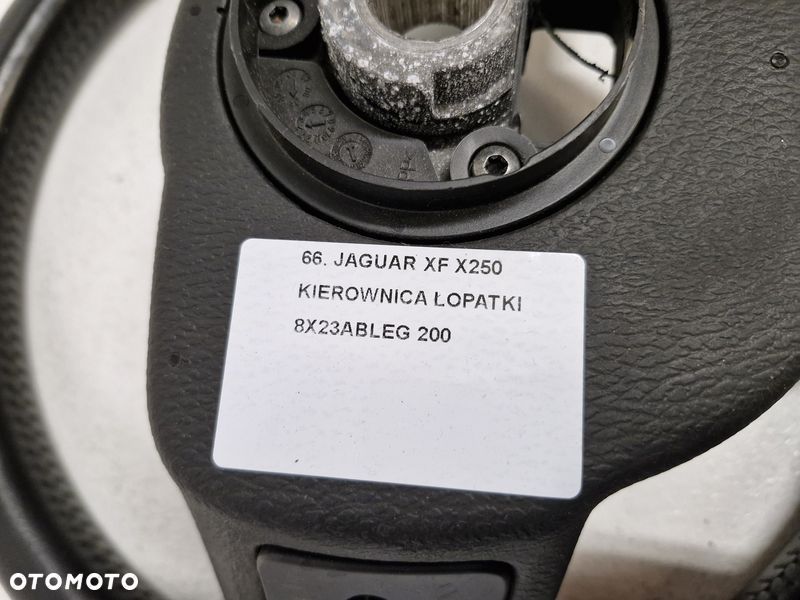 66. JAGUAR XF X250
KIEROWNICA ŁOPATKI
8X23ABLEG 200
OTOMOTO